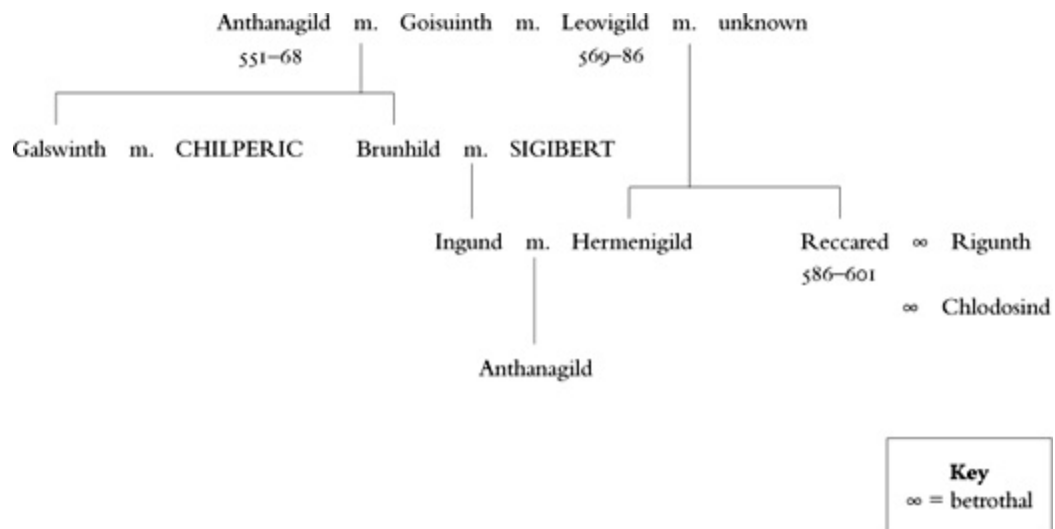 Anthanagild m. Goisuinth m. Leovigild m. unknown
551–68 569–86
Galswinth m. CHILPERIC Brunhild m. SIGIBERT
Ingund m. Hermenigild Reccared ∞ Rigunth
586–601
∞ Chlodosind
Anthanagild
Key
∞ = betrothal